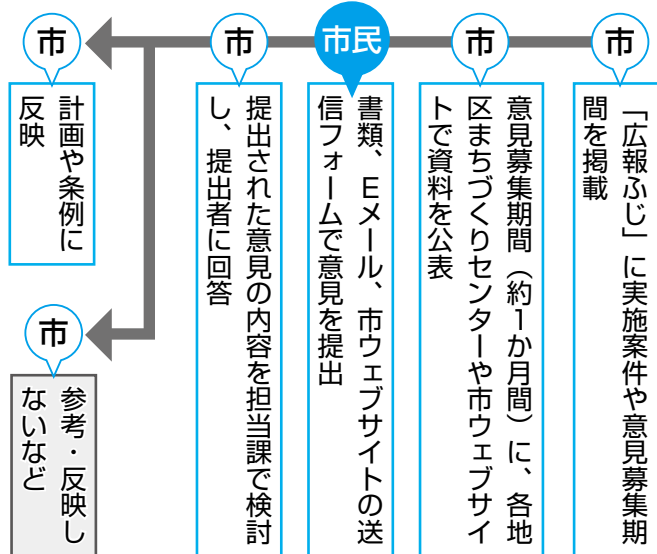 市
「広報ふじ」に実施案件や意見募集期
間を掲載
市
意見募集期間（約1か月間）に、各地
区まちづくりセンターや市ウェブサイ
トで資料を公表
市民
書類、Eメール、市ウェブサイトの送
信フォームで意見を提出
市
提出された意見の内容を担当課で検討
し、提出者に回答
市
計画や条例に
反映
市
参考・反映し
ないなど